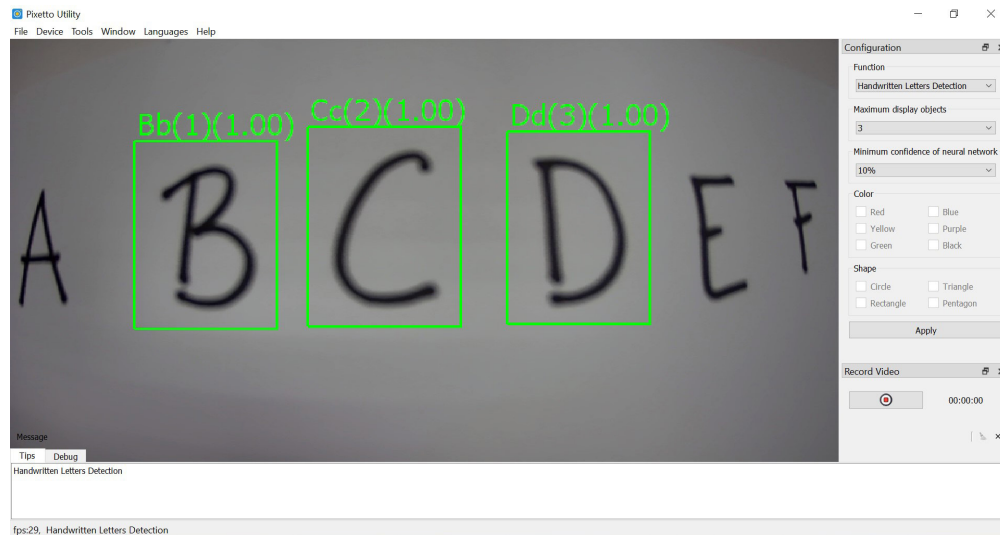 Pixetto Utility
File Device Tools Window Languages Help
Bb(1)(1.00) Cc(2)(1.00) Dd(3)(1.00)
A B C D E F
Configuration
Function
Handwritten Letters Detection
Maximum display objects
3
Minimum confidence of neural network
10%
Color
Red Blue
Yellow Purple
Green Black
Shape
Circle Triangle
Rectangle Pentagon
Apply
Record Video
00:00:00
Message
Tips Debug
Handwritten Letters Detection
fps:29, Handwritten Letters Detection